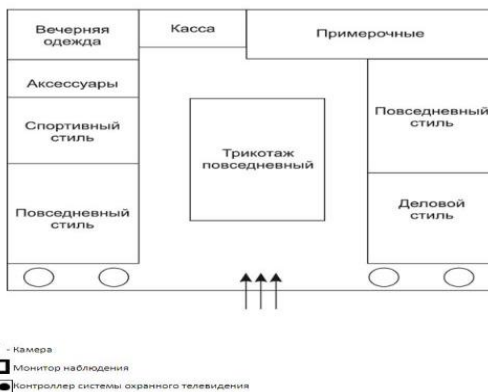 Вечерняя
одежда
Касса
Примерочные
Аксессуары
Спортивный
стиль
Повседневный
стиль
Трикотаж
повседневный
Повседневный
стиль
Деловой
стиль
- Камера
Монитор наблюдения
Контроллер системы охранного телевидения